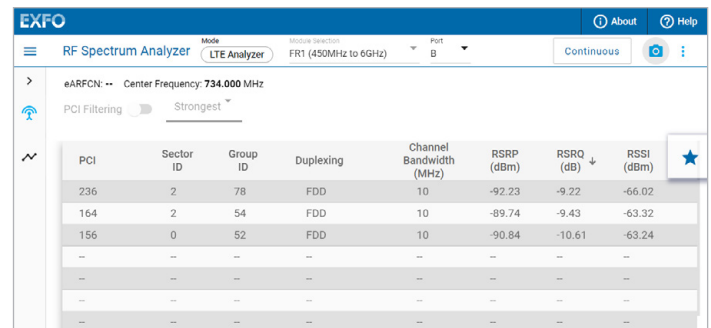 EXFO
About
Help
RF Spectrum Analyzer
Mode
LTE Analyzer
Module Selection
FR1 (450MHz to 6GHz)
Port
B
Continuous
eARFCN: -- Center Frequency: 734.000 MHz
PCI Filtering
Strongest
PCI Sector ID Group ID Duplexing Channel Bandwidth (MHz) RSRP (dBm) RSRQ (dB) ↓ RSSI (dBm)
236 2 78 FDD 10 -92.23 -9.22 -66.02
164 2 54 FDD 10 -89.74 -9.43 -63.32
156 0 52 FDD 10 -90.84 -10.61 -63.24
-- -- -- -- -- -- -- --
-- -- -- -- -- -- -- --
-- -- -- -- -- -- -- --
-- -- -- -- -- -- -- --